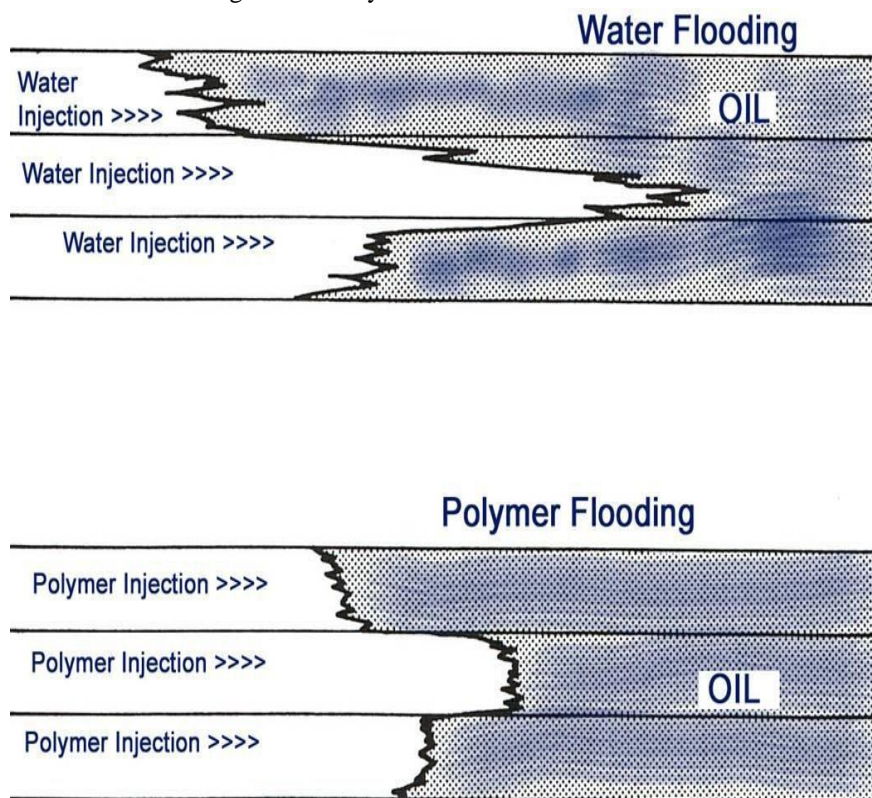 Water Flooding
Water
Injection >>>>
OIL
Water Injection >>>>
Water Injection >>>>
Polymer Flooding
Polymer Injection >>>>
Polymer Injection >>>>
OIL
Polymer Injection >>>>